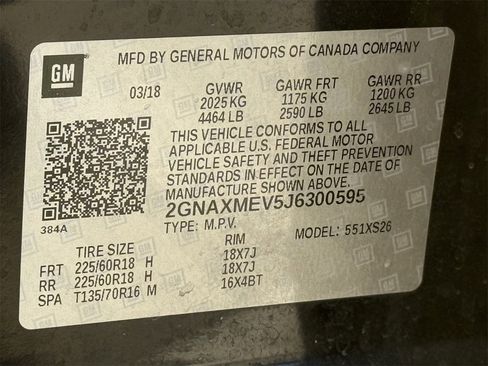 GM
MFD BY GENERAL MOTORS OF CANADA COMPANY
03/18 GVWR GAWR FRT GAWR RR
2025 KG 1175 KG 1200 KG
4464 LB 2590 LB 2645 LB
THIS VEHICLE CONFORMS TO ALL
APPLICABLE U.S. FEDERAL MOTOR
VEHICLE SAFETY AND THEFT PREVENTION
STANDARDS IN EFFECT ON THE DATE OF
MANUFACTURE SHOWN ABOVE.
2GNAXMEV5J6300595
384A TYPE: M.P.V. MODEL: 551XS26
TIRE SIZE RIM
FRT 225/60R18 H 18X7J
RR 225/60R18 H 18X7J
SPA T135/70R16 M 16X4BT